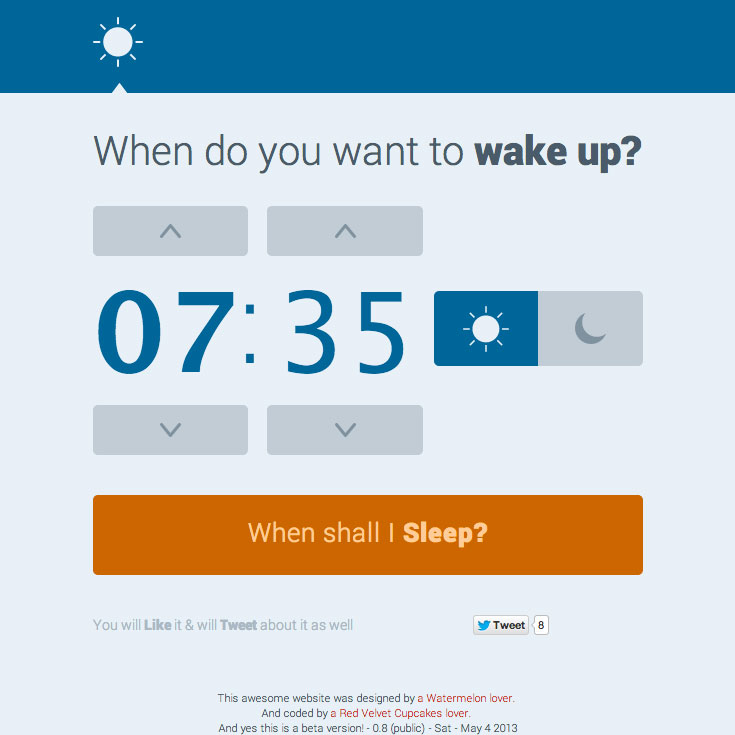 When do you want to wake up?
07:35
When shall I Sleep?
You will Like it & will Tweet about it as well
Tweet 8
This awesome website was designed by a Watermelon lover.
And coded by a Red Velvet Cupcakes lover.
And yes this is a beta version! - 0.8 (public) - Sat - May 4 2013